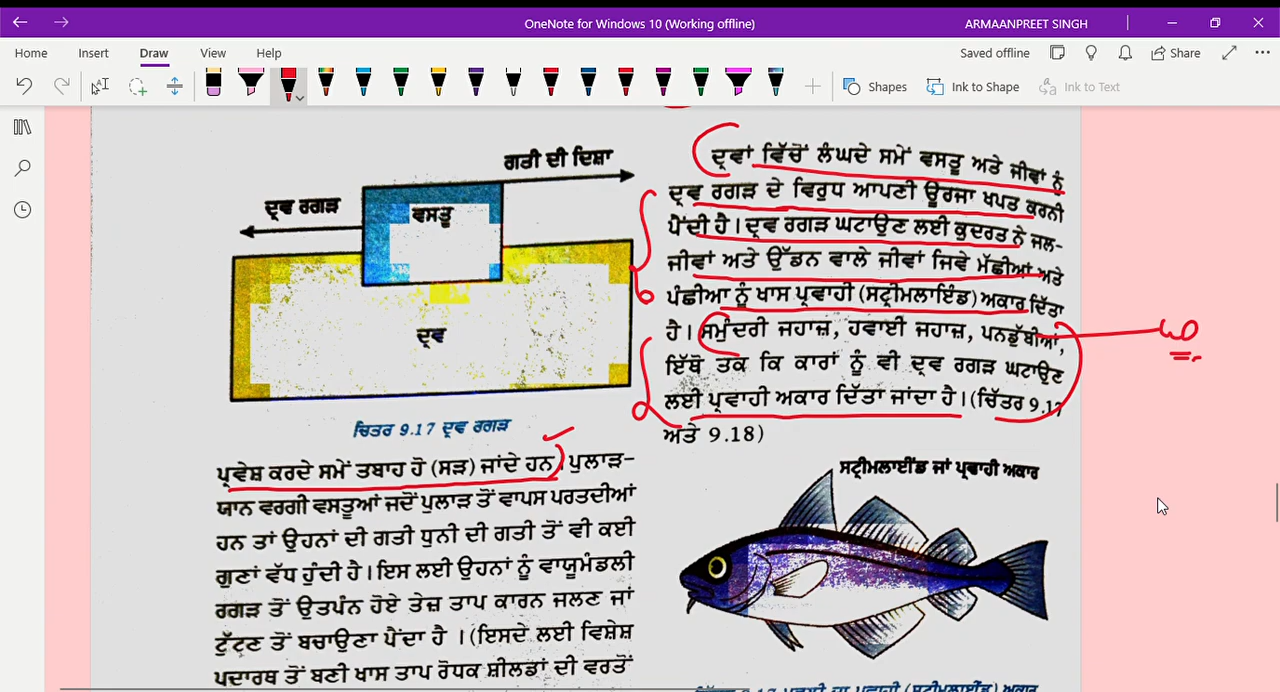 OneNote for Windows 10 (Working offline)
ARMAANPREET SINGH
Home Insert Draw View Help
Saved offline
Share
Shapes
Ink to Shape
Ink to Text
ਗਤੀ ਦੀ ਦਿਸ਼ਾ
ਦ੍ਰਵ ਰਗੜ
ਵਸਤੂ
ਦ੍ਰਵ
ਚਿਤਰ 9.17 ਦ੍ਰਵ ਰਗੜ
ਪ੍ਰਵੇਸ਼ ਕਰਦੇ ਸਮੇਂ ਤਬਾਹ ਹੋ (ਸੜ) ਜਾਂਦੇ ਹਨ। ਪੁਲਾੜ-
ਯਾਨ ਵਰਗੀ ਵਸਤੂਆਂ ਜਦੋਂ ਪੁਲਾੜ ਤੋਂ ਵਾਪਸ ਪਰਤਦੀਆਂ
ਹਨ ਤਾਂ ਉਹਨਾਂ ਦੀ ਗਤੀ ਧੁਨੀ ਦੀ ਗਤੀ ਤੋਂ ਵੀ ਕਈ
ਗੁਣਾਂ ਵੱਧ ਹੁੰਦੀ ਹੈ। ਇਸ ਲਈ ਉਹਨਾਂ ਨੂੰ ਵਾਯੂਮੰਡਲੀ
ਰਗੜ ਤੋਂ ਉਤਪੰਨ ਹੋਏ ਤੇਜ਼ ਤਾਪ ਕਾਰਨ ਜਲਣ ਜਾਂ
ਟੁੱਟਣ ਤੋਂ ਬਚਾਉਣਾ ਪੈਂਦਾ ਹੈ । (ਇਸਦੇ ਲਈ ਵਿਸ਼ੇਸ਼
ਪਦਾਰਥ ਤੋਂ ਬਣੀ ਖਾਸ ਤਾਪ ਰੋਧਕ ਸ਼ੀਲਡਾਂ ਦੀ ਵਰਤੋਂ
ਦ੍ਰਵਾਂ ਵਿੱਚੋਂ ਲੰਘਦੇ ਸਮੇਂ ਵਸਤੂ ਅਤੇ ਜੀਵਾਂ ਨੂੰ
ਦ੍ਰਵ ਰਗੜ ਦੇ ਵਿਰੁਧ ਆਪਣੀ ਊਰਜਾ ਖਪਤ ਕਰਨੀ
ਪੈਂਦੀ ਹੈ। ਦ੍ਰਵ ਰਗੜ ਘਟਾਉਣ ਲਈ ਕੁਦਰਤ ਨੇ ਜਲ-
ਜੀਵਾਂ ਅਤੇ ਉੱਡਨ ਵਾਲੇ ਜੀਵਾਂ ਜਿਵੇ ਮੱਛੀਆਂ ਅਤੇ
ਪੰਛੀਆ ਨੂੰ ਖਾਸ ਪ੍ਰਵਾਹੀ (ਸਟ੍ਰੀਮਲਾਇੰਡ) ਅਕਾਰ ਦਿੱਤਾ
ਹੈ। ਸਮੁੰਦਰੀ ਜਹਾਜ਼, ਹਵਾਈ ਜਹਾਜ਼, ਪਨਡੁੱਬੀਆਂ,
ਇੱਥੋ ਤਕ ਕਿ ਕਾਰਾਂ ਨੂੰ ਵੀ ਦ੍ਰਵ ਰਗੜ ਘਟਾਉਣ
ਲਈ ਪ੍ਰਵਾਹੀ ਅਕਾਰ ਦਿੱਤਾ ਜਾਂਦਾ ਹੈ। (ਚਿੱਤਰ 9.17
ਅਤੇ 9.18)
ਸਟ੍ਰੀਮਲਾਈਂਡ ਜਾਂ ਪ੍ਰਵਾਹੀ ਅਕਾਰ